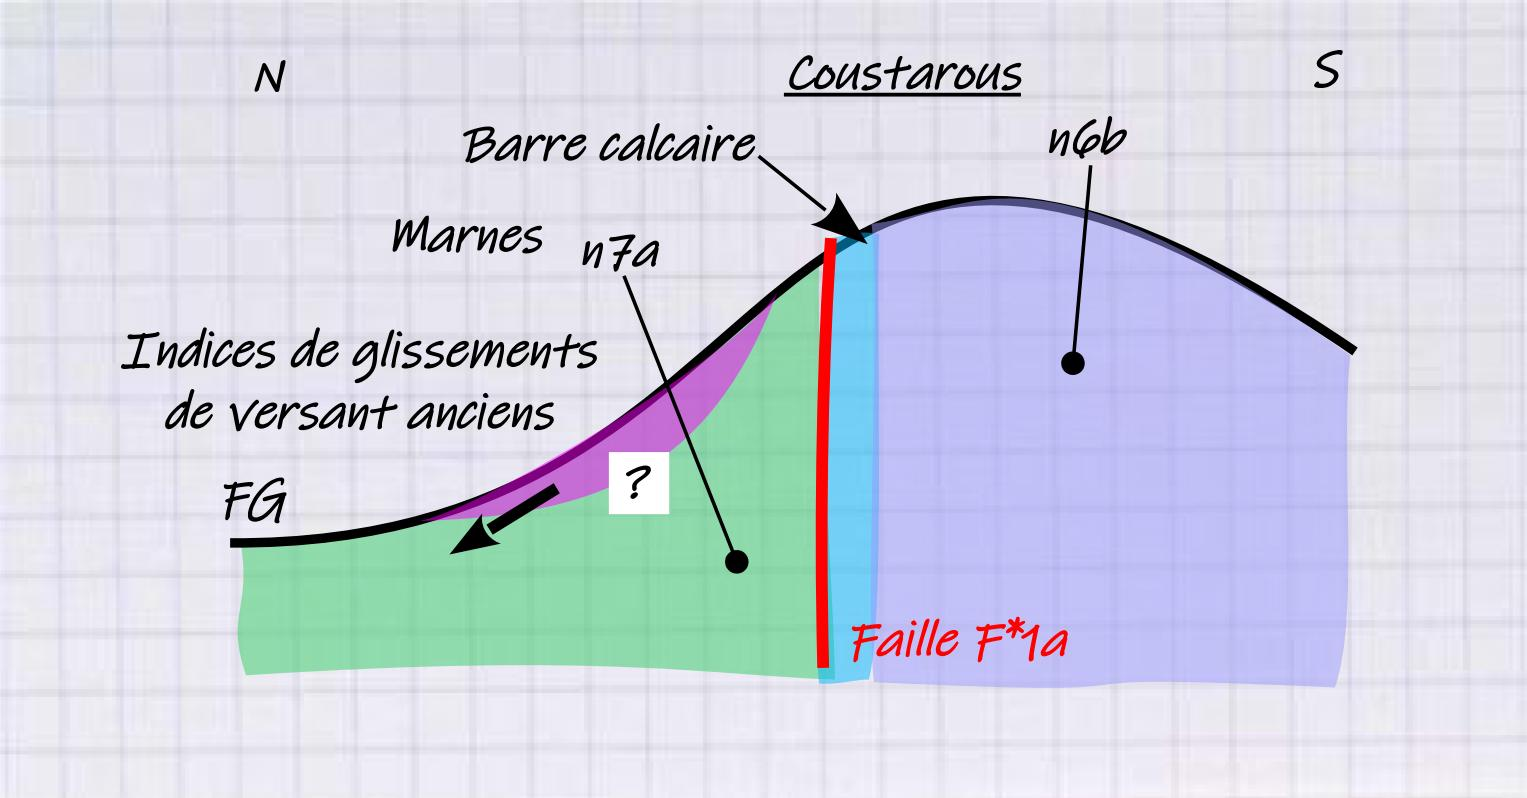 N
Coustarous
S
Barre calcaire
n6b
Marnes
n7a
Indices de glissements
de versant anciens
FG
?
Faille F*1a